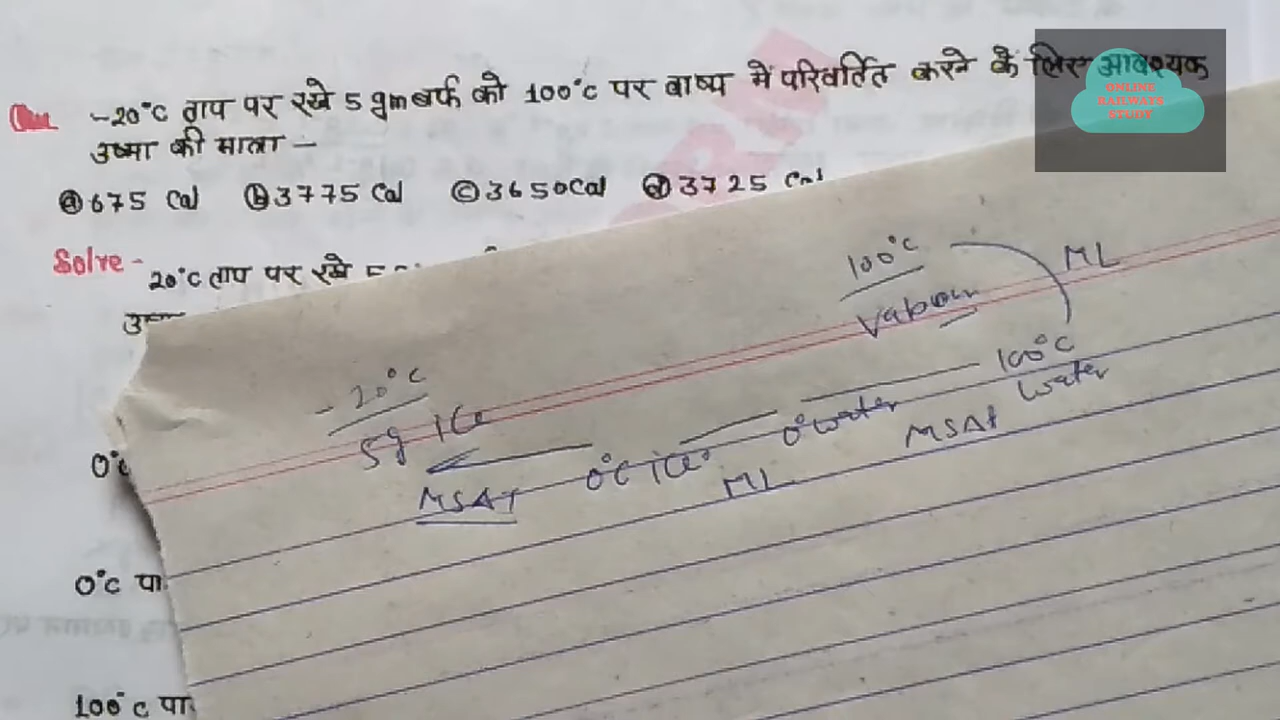 Que -20°C ताप पर रखे 5 gm बर्फ को 100°C पर वाष्प में परिवर्तित करने के लिए आवश्यक
उष्मा की मात्रा -
ⓐ 675 Cal ⓑ 3775 Cal ⓒ 3650 Cal ⓓ 3725 Cal
ONLINE
RAILWAYS
STUDY
Solve - 20°C ताप पर रखे
100°C
Vapour
ML
100°C
water
-20°C
5g ICe
0°C ICe
0° water
MSΔT
ML
MSΔt
0°C
0°C पा
100°C पा